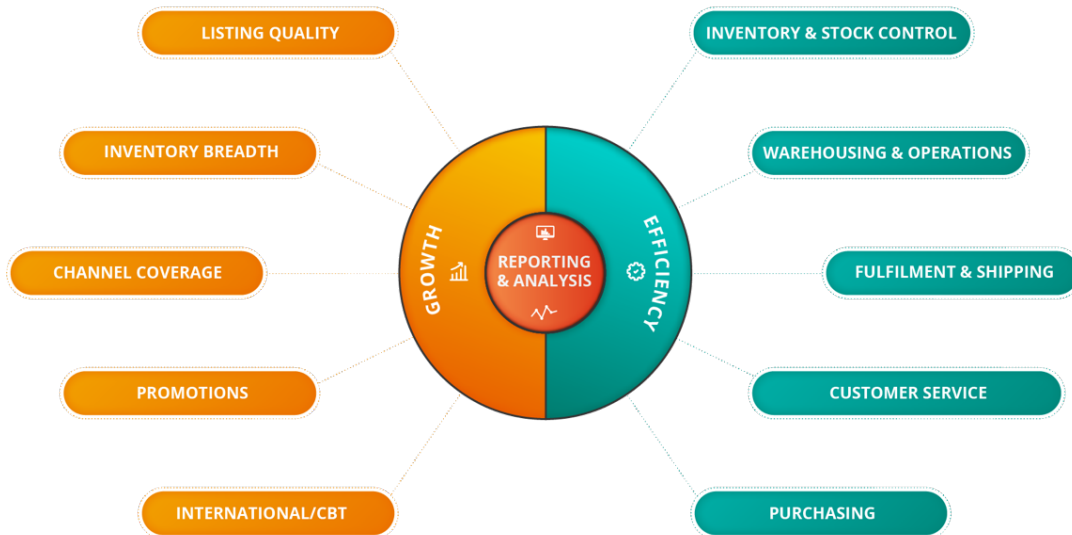 LISTING QUALITY
INVENTORY BREADTH
CHANNEL COVERAGE
PROMOTIONS
INTERNATIONAL/CBT
GROWTH
REPORTING
& ANALYSIS
EFFICIENCY
INVENTORY & STOCK CONTROL
WAREHOUSING & OPERATIONS
FULFILMENT & SHIPPING
CUSTOMER SERVICE
PURCHASING